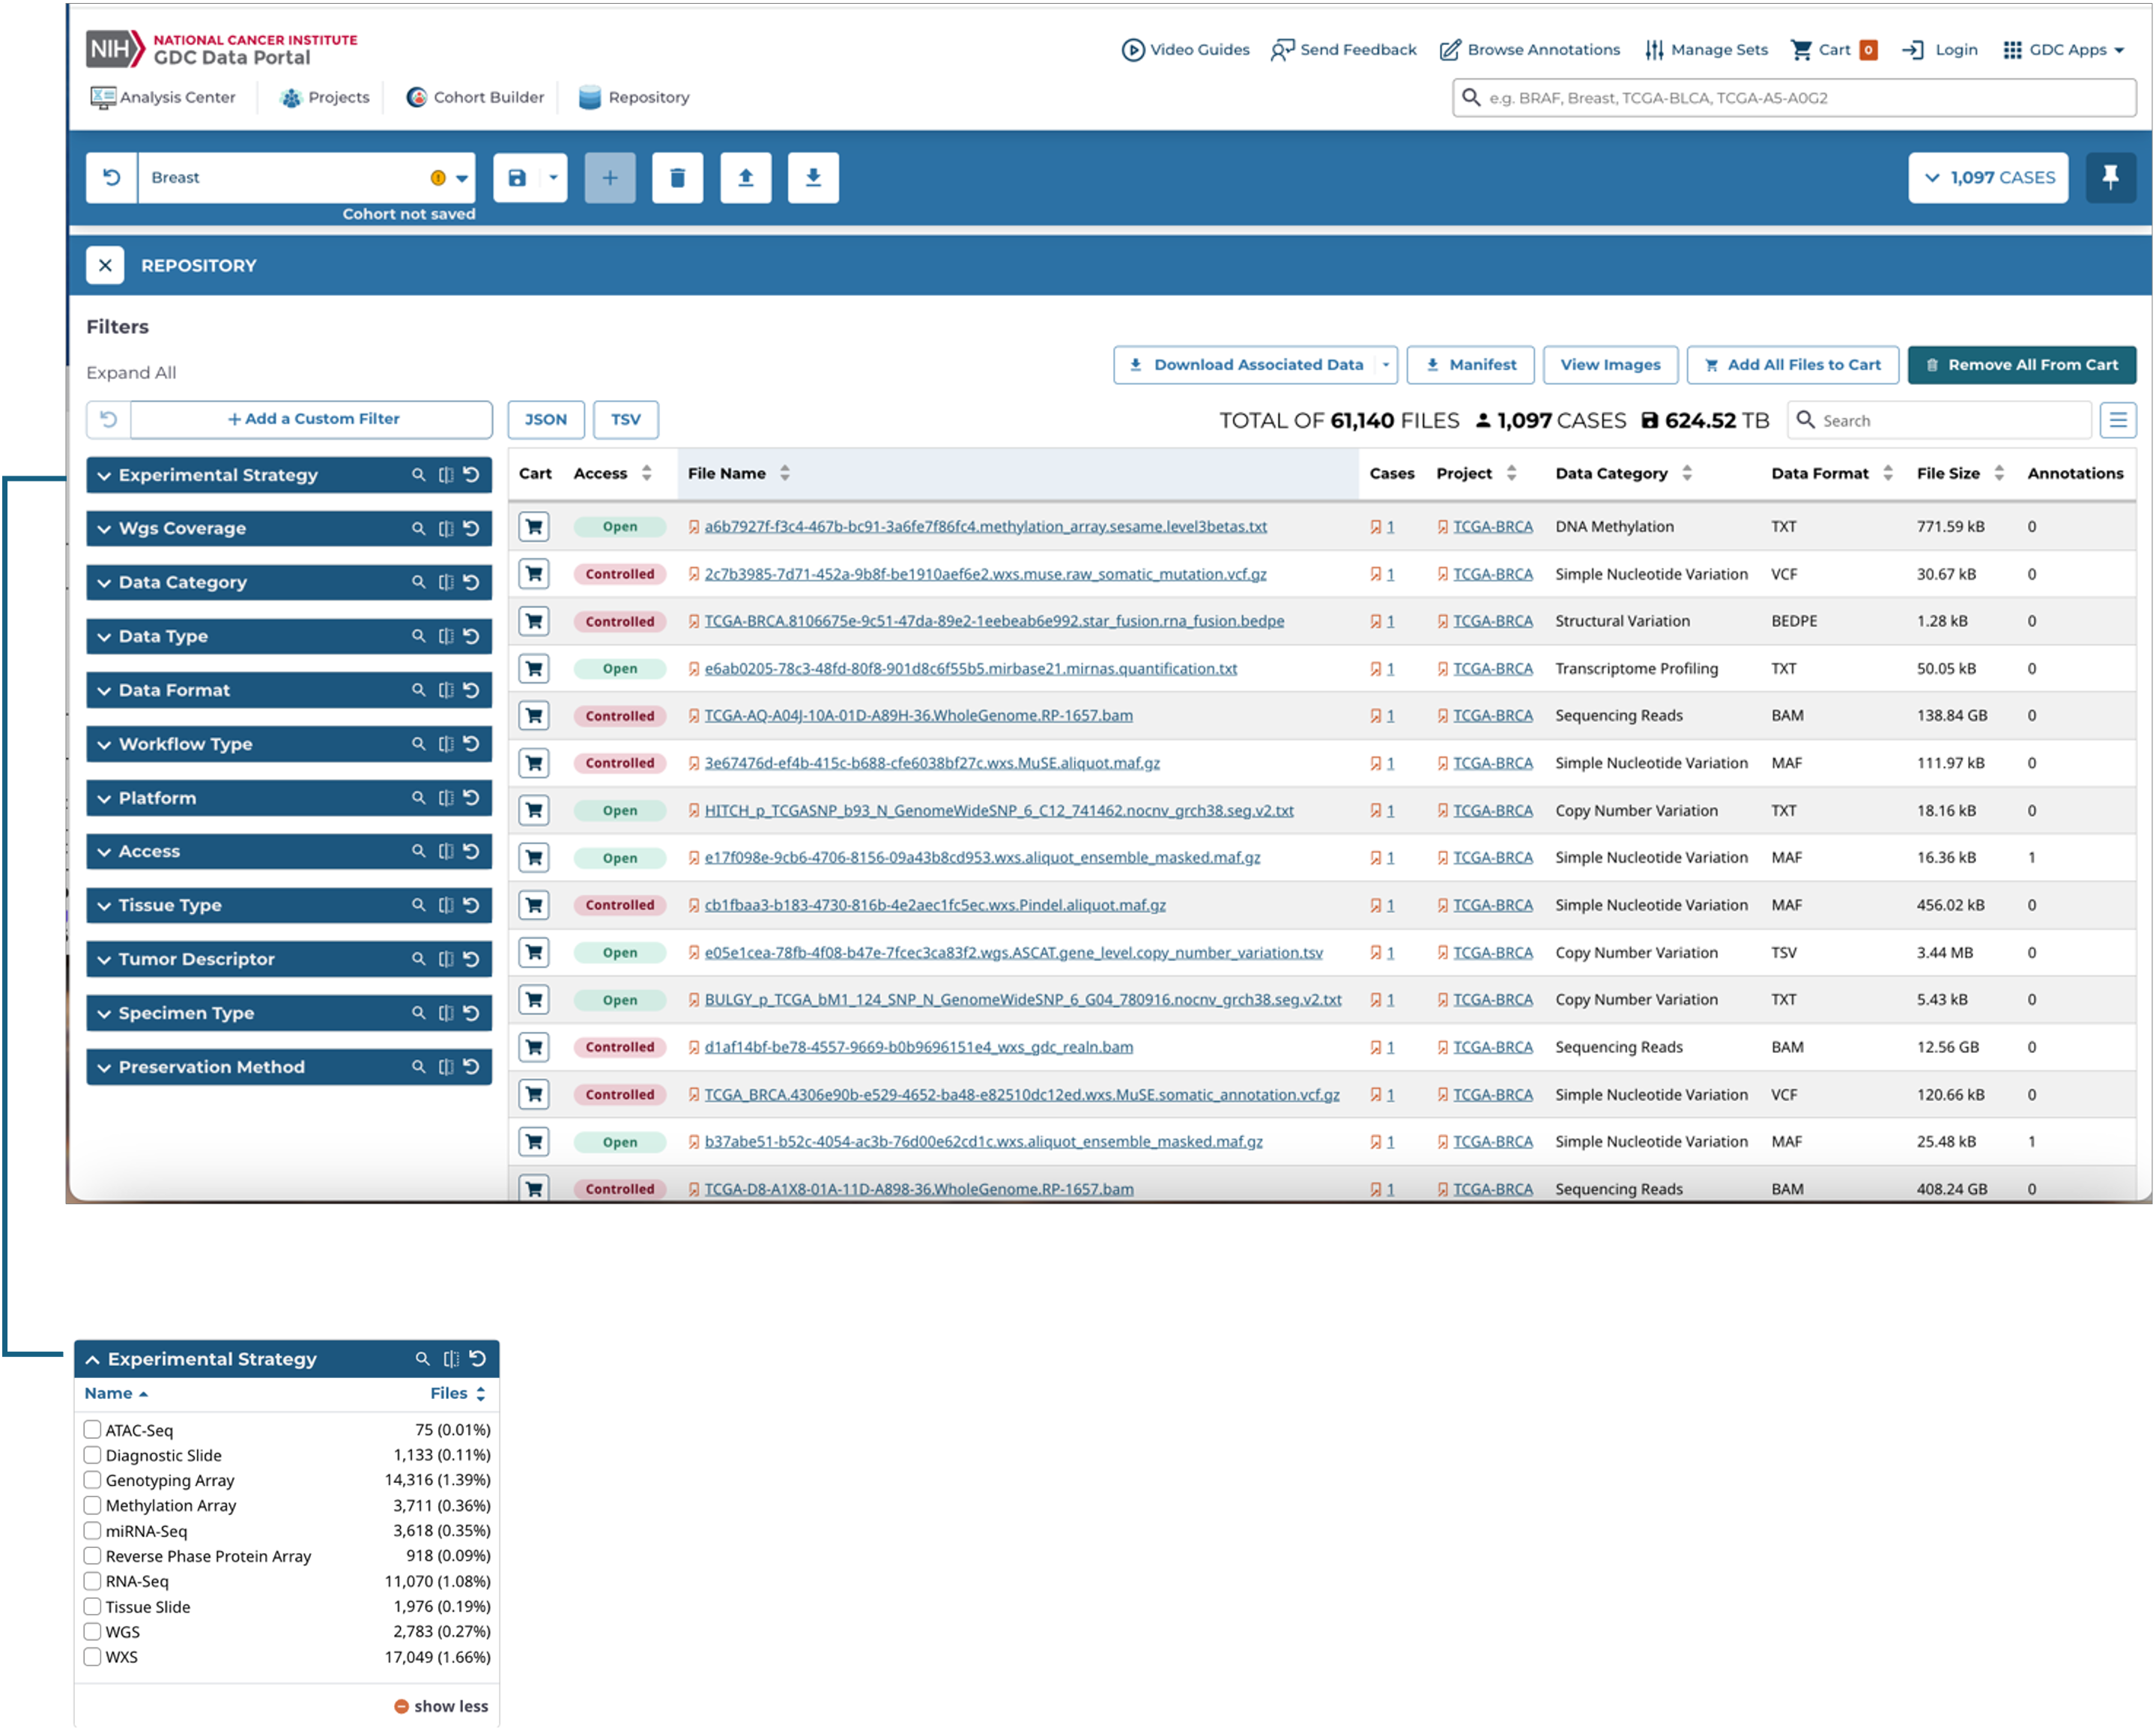 NIH NATIONAL CANCER INSTITUTE
GDC Data Portal
Video Guides Send Feedback Browse Annotations Manage Sets Cart 0 Login GDC Apps
Analysis Center Projects Cohort Builder Repository
e.g. BRAF, Breast, TCGA-BLCA, TCGA-A5-A0G2
Breast
1,097 CASES
Cohort not saved
REPOSITORY
Filters
Expand All
Download Associated Data Manifest View Images Add All Files to Cart Remove All From Cart
+ Add a Custom Filter
JSON TSV
TOTAL OF 61,140 FILES 1,097 CASES 624.52 TB
Search
Experimental Strategy
Wgs Coverage
Data Category
Data Type
Data Format
Workflow Type
Platform
Access
Tissue Type
Tumor Descriptor
Specimen Type
Preservation Method
Cart Access File Name Cases Project Data Category Data Format File Size Annotations
Open a6b7927f-f3c4-467b-bc91-3a6fe7f86fc4.methylation_array.sesame.level3betas.txt 1 TCGA-BRCA DNA Methylation TXT 771.59 kB 0
Controlled 2c7b3985-7d71-452a-9b8f-be1910aef6e2.wxs.muse.raw_somatic_mutation.vcf.gz 1 TCGA-BRCA Simple Nucleotide Variation VCF 30.67 kB 0
Controlled TCGA-BRCA.8106675e-9c51-47da-89e2-1eebeab6e992.star_fusion.rna_fusion.bedpe 1 TCGA-BRCA Structural Variation BEDPE 1.28 kB 0
Open e6ab0205-78c3-48fd-80f8-901d8c6f55b5.mirbase21.mirnas.quantification.txt 1 TCGA-BRCA Transcriptome Profiling TXT 50.05 kB 0
Controlled TCGA-AQ-A04J-10A-01D-A89H-36.WholeGenome.RP-1657.bam 1 TCGA-BRCA Sequencing Reads BAM 138.84 GB 0
Controlled 3e67476d-ef4b-415c-b688-cfe6038bf27c.wxs.MuSE.aliquot.maf.gz 1 TCGA-BRCA Simple Nucleotide Variation MAF 111.97 kB 0
Open HITCH_p_TCGASNP_b93_N_GenomeWideSNP_6_C12_741462.nocnv_grch38.seg.v2.txt 1 TCGA-BRCA Copy Number Variation TXT 18.16 kB 0
Open e17f098e-9cb6-4706-8156-09a43b8cd953.wxs.aliquot_ensemble_masked.maf.gz 1 TCGA-BRCA Simple Nucleotide Variation MAF 16.36 kB 1
Controlled cb1fbaa3-b183-4730-816b-4e2aec1fc5ec.wxs.Pindel.aliquot.maf.gz 1 TCGA-BRCA Simple Nucleotide Variation MAF 456.02 kB 0
Open e05e1cea-78fb-4f08-b47e-7fcec3ca83f2.wgs.ASCAT.gene_level.copy_number_variation.tsv 1 TCGA-BRCA Copy Number Variation TSV 3.44 MB 0
Open BULGY_p_TCGA_bM1_124_SNP_N_GenomeWideSNP_6_G04_780916.nocnv_grch38.seg.v2.txt 1 TCGA-BRCA Copy Number Variation TXT 5.43 kB 0
Controlled d1af14bf-be78-4557-9669-b0b9696151e4_wxs_gdc_realn.bam 1 TCGA-BRCA Sequencing Reads BAM 12.56 GB 0
Controlled TCGA_BRCA.4306e90b-e529-4652-ba48-e82510dc12ed.wxs.MuSE.somatic_annotation.vcf.gz 1 TCGA-BRCA Simple Nucleotide Variation VCF 120.66 kB 0
Open b37abe51-b52c-4054-ac3b-76d00e62cd1c.wxs.aliquot_ensemble_masked.maf.gz 1 TCGA-BRCA Simple Nucleotide Variation MAF 25.48 kB 1
Controlled TCGA-D8-A1X8-01A-11D-A898-36.WholeGenome.RP-1657.bam 1 TCGA-BRCA Sequencing Reads BAM 408.24 GB 0
Experimental Strategy
Name Files
ATAC-Seq 75 (0.01%)
Diagnostic Slide 1,133 (0.11%)
Genotyping Array 14,316 (1.39%)
Methylation Array 3,711 (0.36%)
miRNA-Seq 3,618 (0.35%)
Reverse Phase Protein Array 918 (0.09%)
RNA-Seq 11,070 (1.08%)
Tissue Slide 1,976 (0.19%)
WGS 2,783 (0.27%)
WXS 17,049 (1.66%)
show less